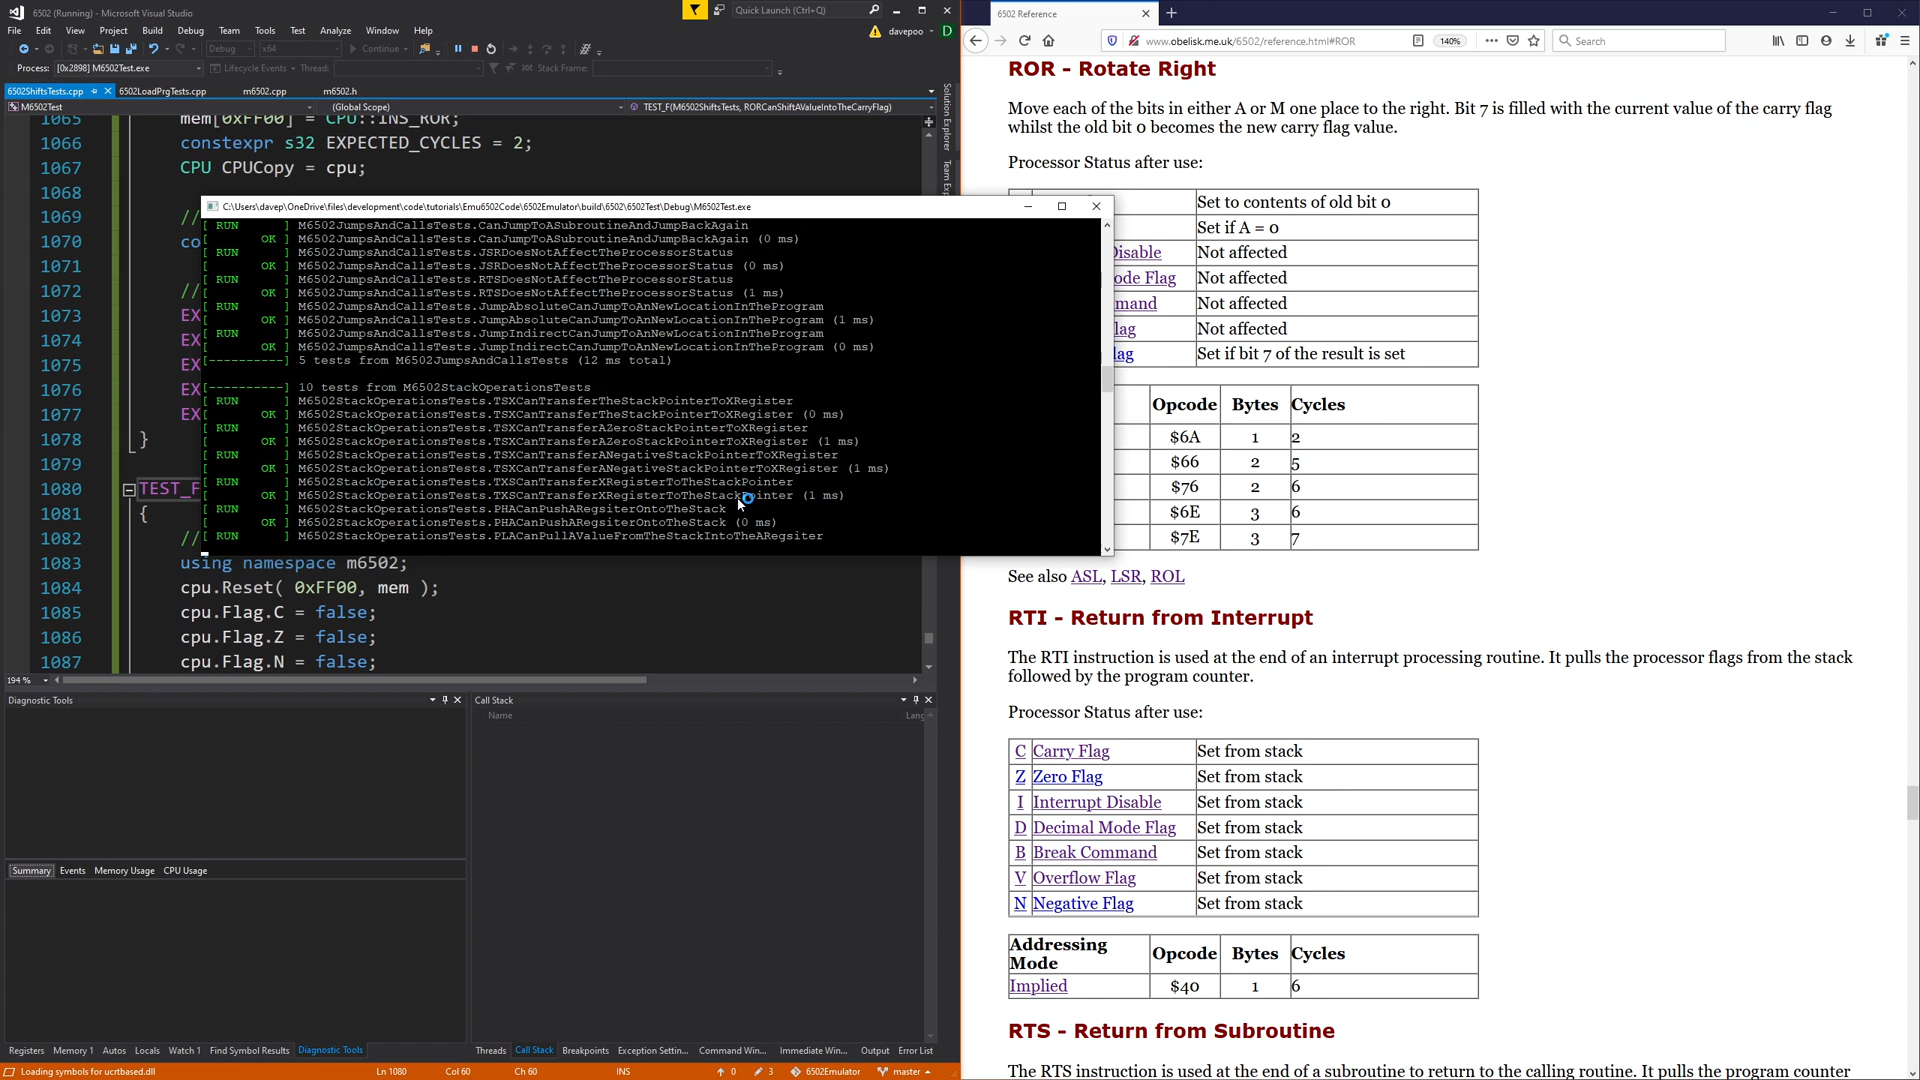 6502 (Running) - Microsoft Visual Studio
Quick Launch (Ctrl+Q)
File Edit View Project Build Debug Team Tools Test Analyze Window Help
davepoo D
Debug x64 Continue
Process: [0x2898] M6502Test.exe Lifecycle Events Thread: Stack Frame:
6502ShiftsTests.cpp 6502LoadPrgTests.cpp m6502.cpp m6502.h
M6502Test (Global Scope) TEST_F(M6502ShiftsTests, RORCanShiftAValueIntoTheCarryFlag)
Solution Explorer
Team Exp
1065 mem[0xFF00] = CPU::INS_ROR;
1066 constexpr s32 EXPECTED_CYCLES = 2;
1067 CPU CPUCopy = cpu;
1068
1069 //
1070 co
1071
1072 //
1073 EX
1074 EX
1075 EX
1076 EX
1077 EX
1078 }
1079
1080 TEST_F
1081 {
1082 //
1083 using namespace m6502;
1084 cpu.Reset( 0xFF00, mem );
1085 cpu.Flag.C = false;
1086 cpu.Flag.Z = false;
1087 cpu.Flag.N = false;
194 %
C:\Users\davep\OneDrive\files\development\code\tutorials\Emu6502Code\6502Emulator\build\6502\6502Test\Debug\M6502Test.exe
[ RUN ] M6502JumpsAndCallsTests.CanJumpToASubroutineAndJumpBackAgain
[ OK ] M6502JumpsAndCallsTests.CanJumpToASubroutineAndJumpBackAgain (0 ms)
[ RUN ] M6502JumpsAndCallsTests.JSRDoesNotAffectTheProcessorStatus
[ OK ] M6502JumpsAndCallsTests.JSRDoesNotAffectTheProcessorStatus (0 ms)
[ RUN ] M6502JumpsAndCallsTests.RTSDoesNotAffectTheProcessorStatus
[ OK ] M6502JumpsAndCallsTests.RTSDoesNotAffectTheProcessorStatus (1 ms)
[ RUN ] M6502JumpsAndCallsTests.JumpAbsoluteCanJumpToAnNewLocationInTheProgram
[ OK ] M6502JumpsAndCallsTests.JumpAbsoluteCanJumpToAnNewLocationInTheProgram (1 ms)
[ RUN ] M6502JumpsAndCallsTests.JumpIndirectCanJumpToAnNewLocationInTheProgram
[ OK ] M6502JumpsAndCallsTests.JumpIndirectCanJumpToAnNewLocationInTheProgram (0 ms)
[----------] 5 tests from M6502JumpsAndCallsTests (12 ms total)
[----------] 10 tests from M6502StackOperationsTests
[ RUN ] M6502StackOperationsTests.TSXCanTransferTheStackPointerToXRegister
[ OK ] M6502StackOperationsTests.TSXCanTransferTheStackPointerToXRegister (0 ms)
[ RUN ] M6502StackOperationsTests.TSXCanTransferAZeroStackPointerToXRegister
[ OK ] M6502StackOperationsTests.TSXCanTransferAZeroStackPointerToXRegister (1 ms)
[ RUN ] M6502StackOperationsTests.TSXCanTransferANegativeStackPointerToXRegister
[ OK ] M6502StackOperationsTests.TSXCanTransferANegativeStackPointerToXRegister (1 ms)
[ RUN ] M6502StackOperationsTests.TXSCanTransferXRegisterToTheStackPointer
[ OK ] M6502StackOperationsTests.TXSCanTransferXRegisterToTheStackPointer (1 ms)
[ RUN ] M6502StackOperationsTests.PHACanPushARegsiterOntoTheStack
[ OK ] M6502StackOperationsTests.PHACanPushARegsiterOntoTheStack (0 ms)
[ RUN ] M6502StackOperationsTests.PLACanPullAValueFromTheStackIntoTheARegsiter
Diagnostic Tools
Summary Events Memory Usage CPU Usage
Call Stack
Name Lang
Registers Memory 1 Autos Locals Watch 1 Find Symbol Results Diagnostic Tools
Threads Call Stack Breakpoints Exception Settin... Command Win... Immediate Win... Output Error List
Loading symbols for ucrtbased.dll Ln 1080 Col 60 Ch 60 INS 0 3 6502Emulator master
6502 Reference
www.obelisk.me.uk/6502/reference.html#ROR 140% Search
ROR - Rotate Right
Move each of the bits in either A or M one place to the right. Bit 7 is filled with the current value of the carry flag
whilst the old bit 0 becomes the new carry flag value.
Processor Status after use:
Set to contents of old bit 0
Set if A = 0
Disable Not affected
ode Flag Not affected
mand Not affected
lag Not affected
lag Set if bit 7 of the result is set
Opcode Bytes Cycles
$6A 1 2
$66 2 5
$76 2 6
$6E 3 6
$7E 3 7
See also ASL, LSR, ROL
RTI - Return from Interrupt
The RTI instruction is used at the end of an interrupt processing routine. It pulls the processor flags from the stack
followed by the program counter.
Processor Status after use:
C Carry Flag Set from stack
Z Zero Flag Set from stack
I Interrupt Disable Set from stack
D Decimal Mode Flag Set from stack
B Break Command Set from stack
V Overflow Flag Set from stack
N Negative Flag Set from stack
Addressing
Mode Opcode Bytes Cycles
Implied $40 1 6
RTS - Return from Subroutine
The RTS instruction is used at the end of a subroutine to return to the calling routine. It pulls the program counter